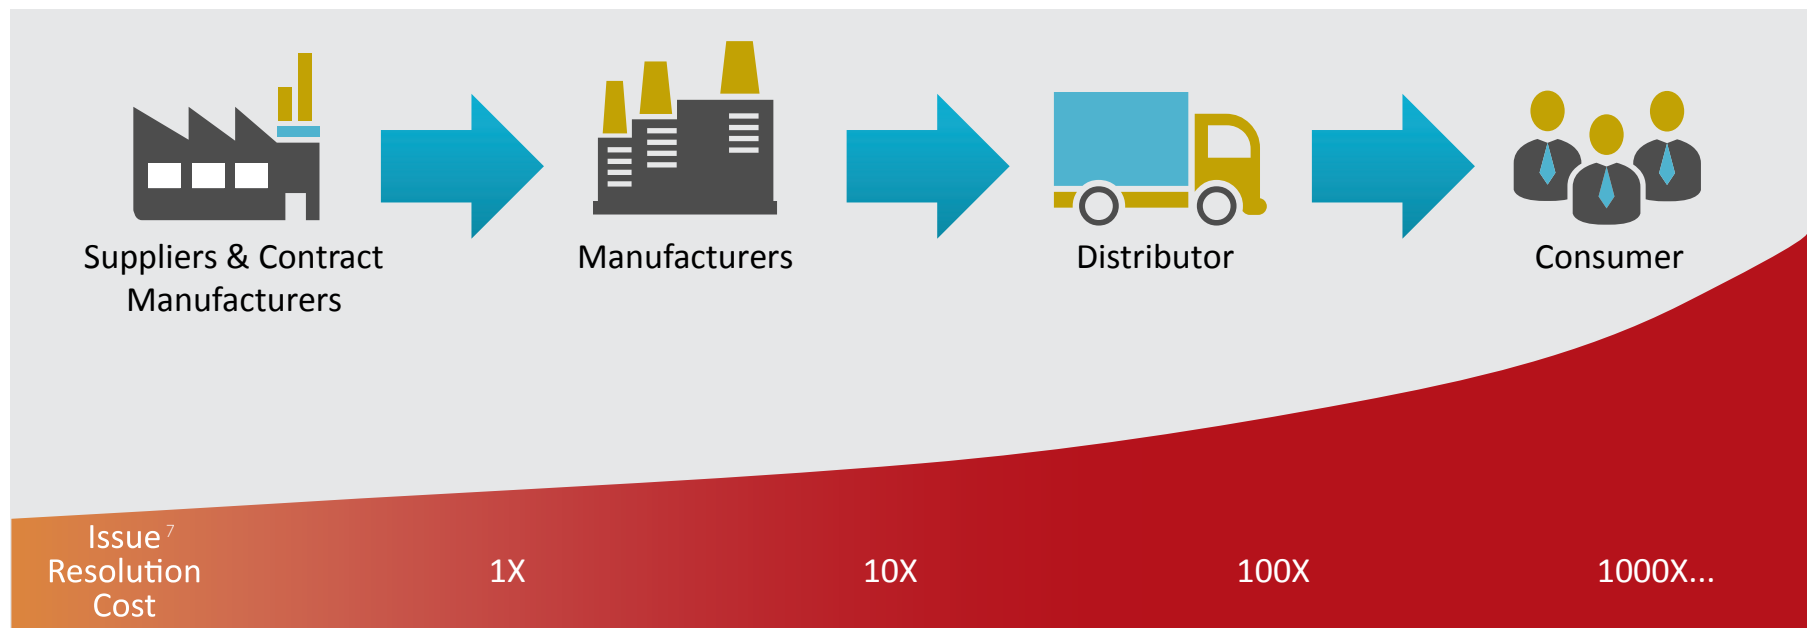 Suppliers & Contract
Manufacturers
Manufacturers
Distributor
Consumer
Issue 7
Resolution
Cost
1X
10X
100X
1000X...